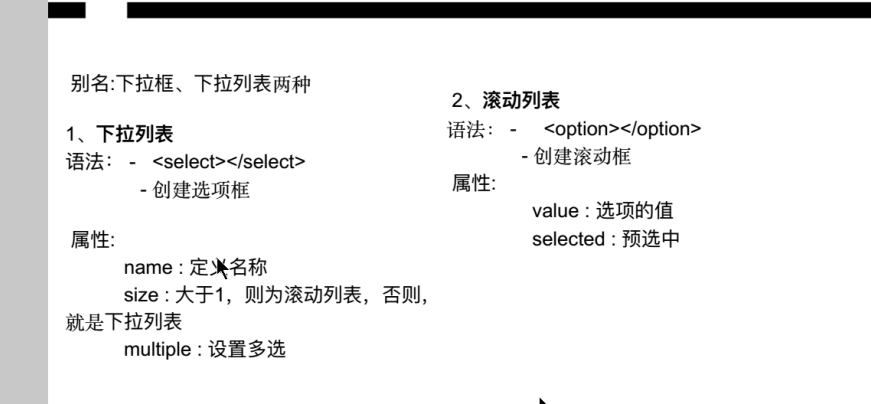 别名:下拉框、下拉列表两种
1、下拉列表
语法： - <select></select>
- 创建选项框
属性:
name : 定义名称
size : 大于1，则为滚动列表，否则，
就是下拉列表
multiple : 设置多选
2、滚动列表
语法： - <option></option>
- 创建滚动框
属性:
value : 选项的值
selected : 预选中